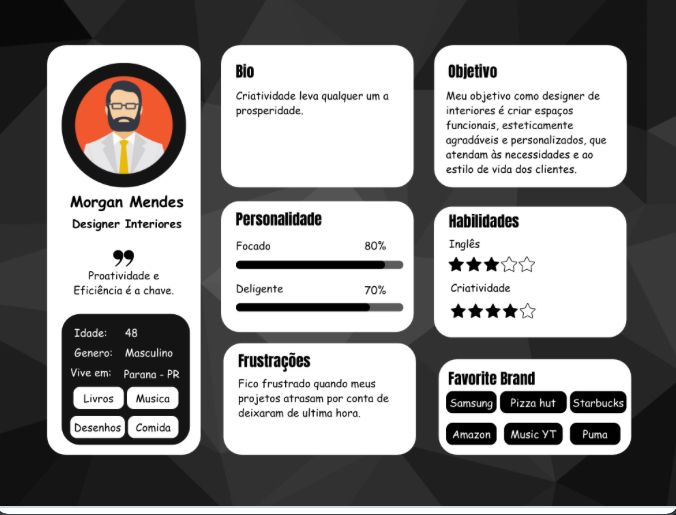 Morgan Mendes
Designer Interiores
❞
Proatividade e
Eficiência é a chave.
Idade: 48
Genero: Masculino
Vive em: Parana - PR
Livros Musica
Desenhos Comida
Bio
Criatividade leva qualquer um a
prosperidade.
Objetivo
Meu objetivo como designer de
interiores é criar espaços
funcionais, esteticamente
agradáveis e personalizados, que
atendam às necessidades e ao
estilo de vida dos clientes.
Personalidade
Focado 80%
Deligente 70%
Habilidades
Inglês
Criatividade
Frustrações
Fico frustrado quando meus
projetos atrasam por conta de
deixaram de ultima hora.
Favorite Brand
Samsung Pizza hut Starbucks
Amazon Music YT Puma